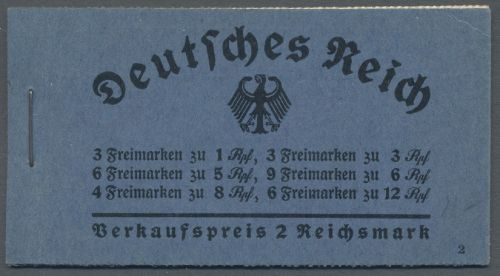 Deutſches Reich
3 Freimarken zu 1 Rpf, 3 Freimarken zu 3 Rpf
6 Freimarken zu 5 Rpf, 9 Freimarken zu 6 Rpf
4 Freimarken zu 8 Rpf, 6 Freimarken zu 12 Rpf
Verkaufspreis 2 Reichsmark
2